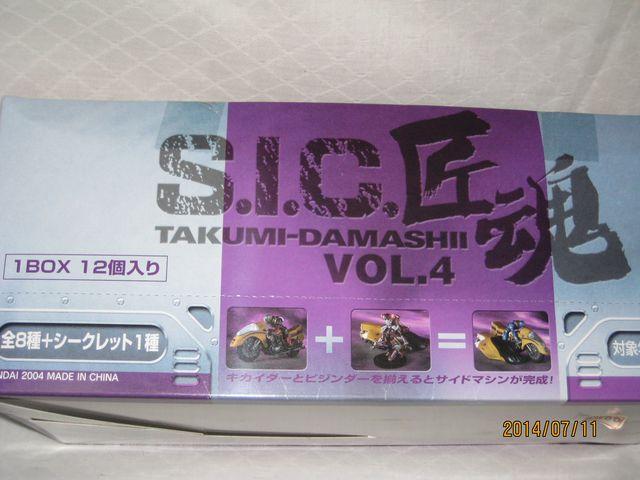 S.I.C.匠魂
TAKUMI-DAMASHII
VOL.4
1BOX 12個入り
全8種+シークレット1種
+ =
キカイダーとビジンダーを揃えるとサイドマシンが完成!
対象
NDAI 2004 MADE IN CHINA
2014/07/11